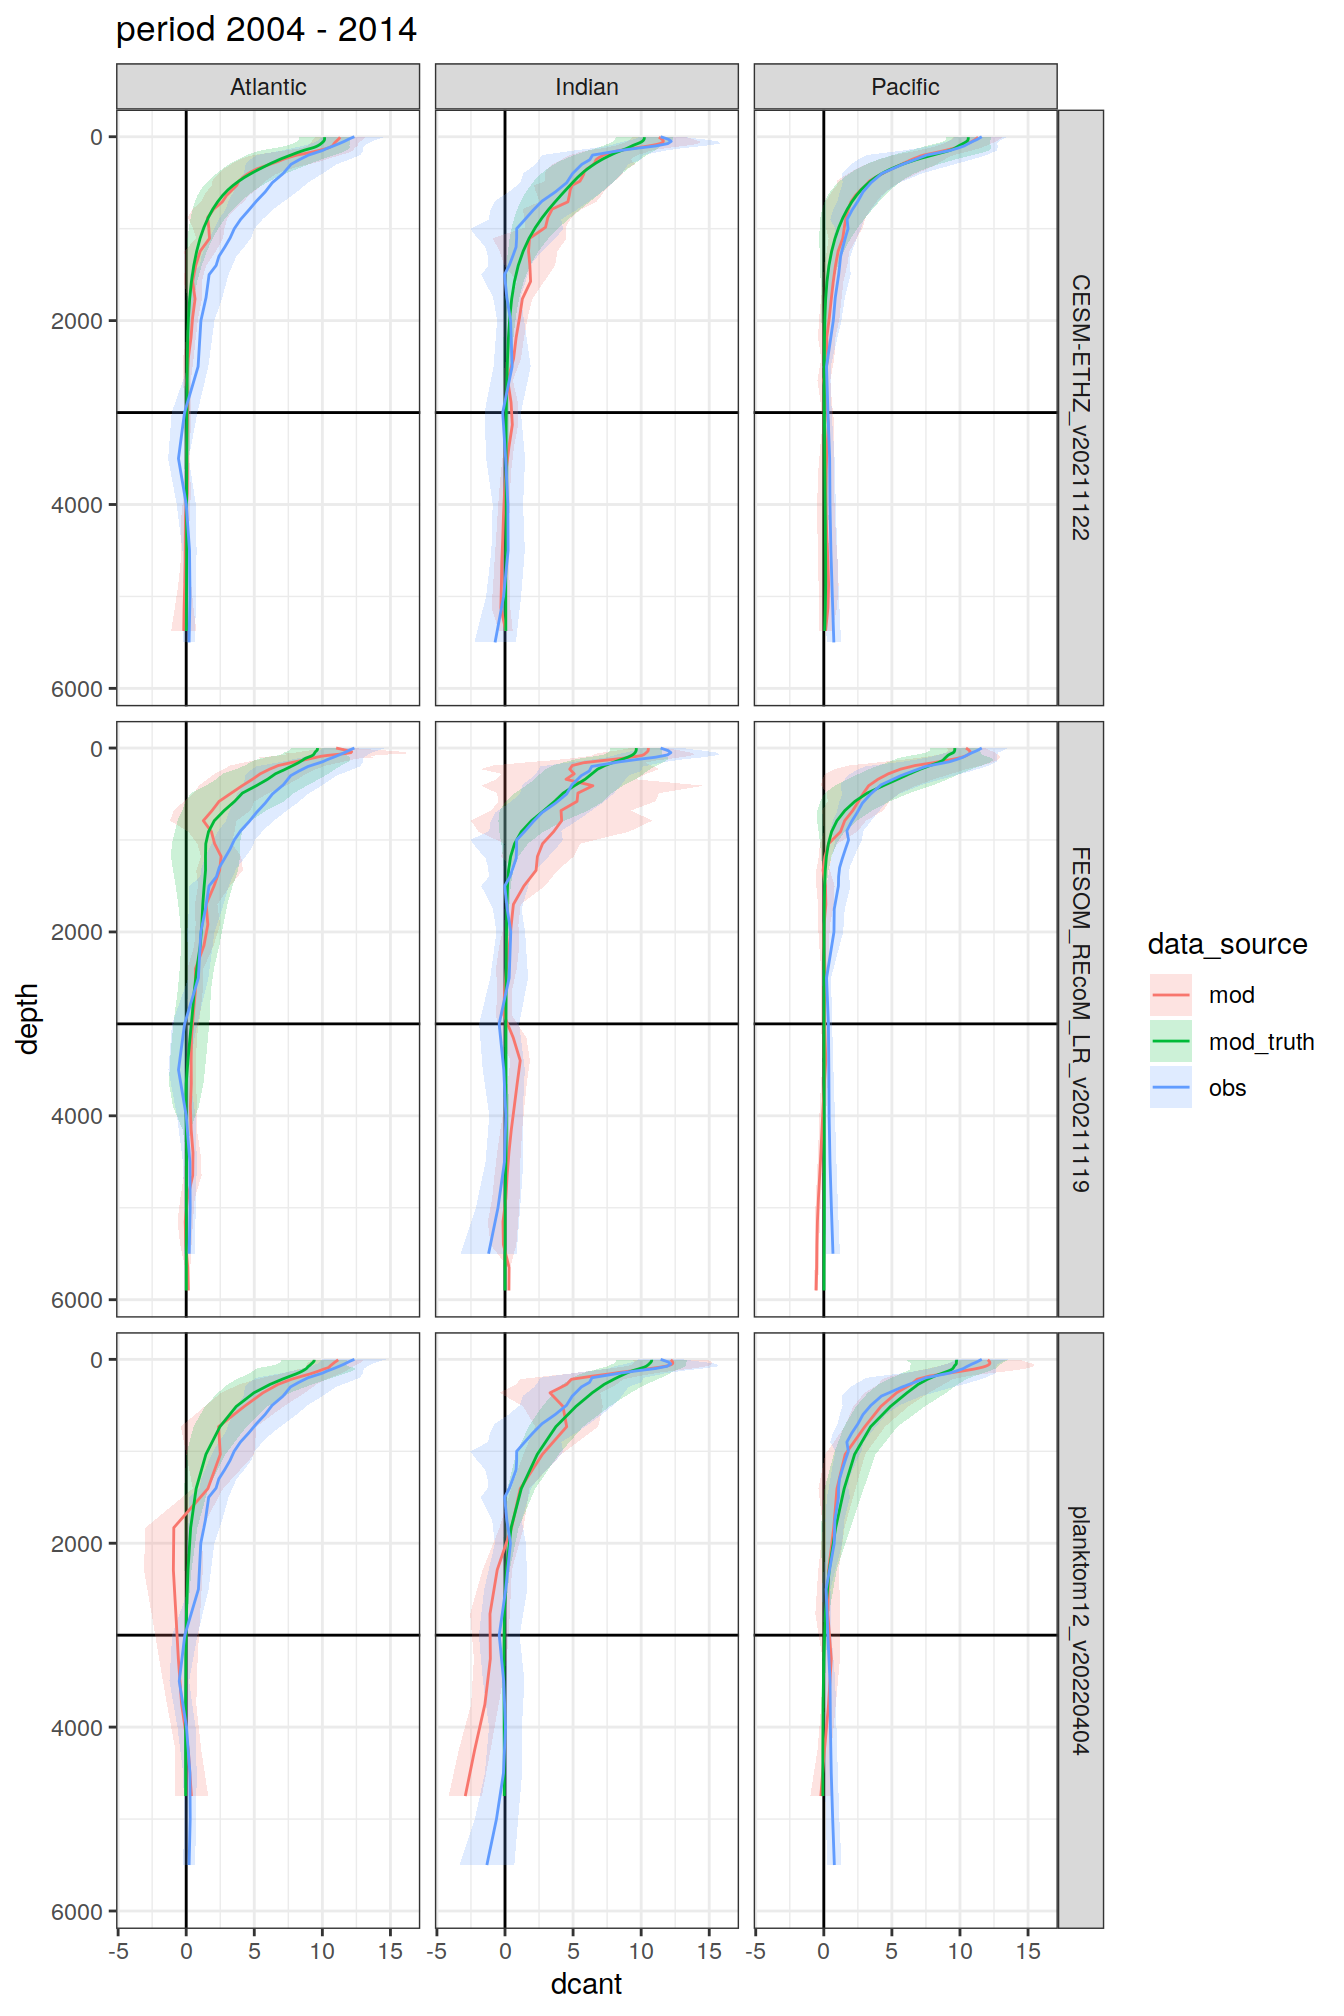 period 2004 - 2014
Atlantic
Indian
Pacific
0
2000
4000
6000
CESM-ETHZ_v20211122
0
2000
4000
6000
FESOM_REcoM_LR_v20211119
0
2000
4000
6000
planktom12_v20220404
-5 0 5 10 15
-5 0 5 10 15
-5 0 5 10 15
dcant
depth
data_source
mod
mod_truth
obs